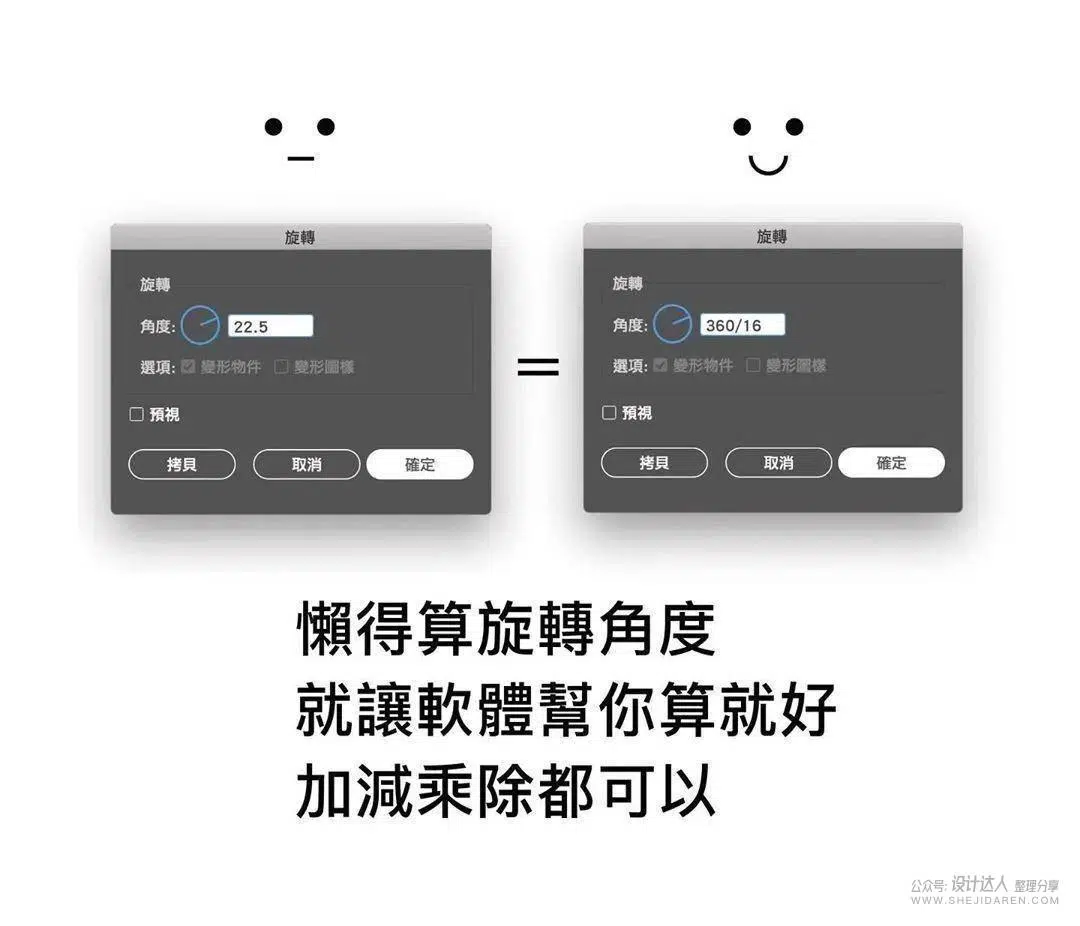 旋轉
旋轉
角度: 22.5
選項: 變形物件 變形圖樣
預視
拷貝 取消 確定
=
旋轉
旋轉
角度: 360/16
選項: 變形物件 變形圖樣
預視
拷貝 取消 確定
懶得算旋轉角度
就讓軟體幫你算就好
加減乘除都可以
公众号: 设计达人 整理分享
WWW.SHEJIDAREN.COM